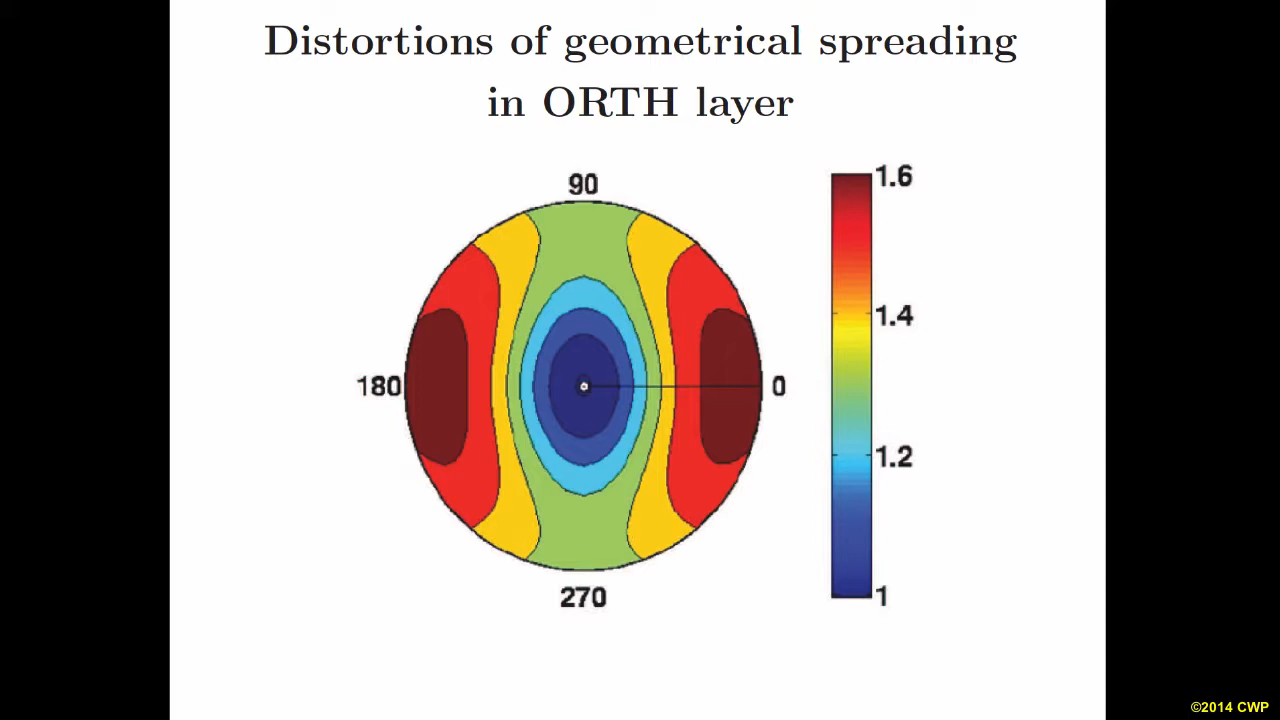 Distortions of geometrical spreading
in ORTH layer
90
180
0
270
1.6
1.4
1.2
1
©2014 CWP